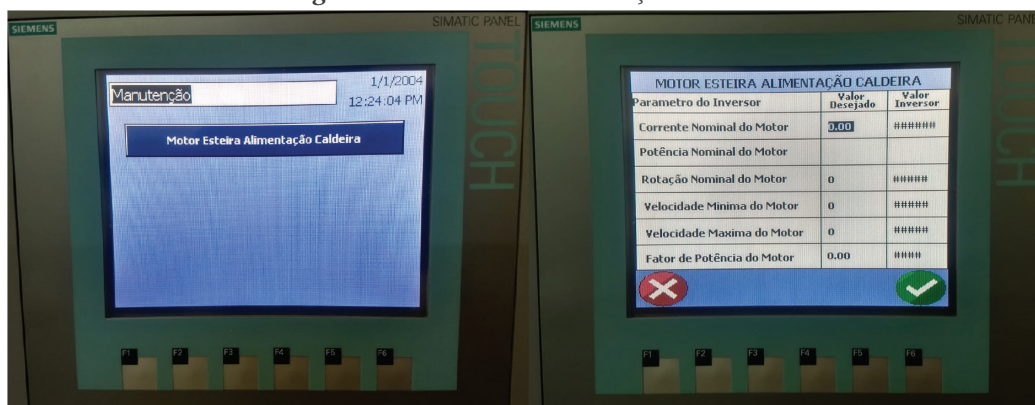 SIEMENS
SIMATIC PANEL
TOUCH
Manutenção
1/1/2004
12:24:04 PM
Motor Esteira Alimentação Caldeira
F1 F2 F3 F4 F5 F6
SIEMENS
SIMATIC PANEL
TOUCH
MOTOR ESTEIRA ALIMENTAÇÃO CALDEIRA
Parametro do Inversor Valor Desejado Valor Inversor
Corrente Nominal do Motor 0.00 ######
Potência Nominal do Motor
Rotação Nominal do Motor 0 #####
Velocidade Minima do Motor 0 #####
Velocidade Maxima do Motor 0 #####
Fator de Potência do Motor 0.00 ####
F1 F2 F3 F4 F5 F6